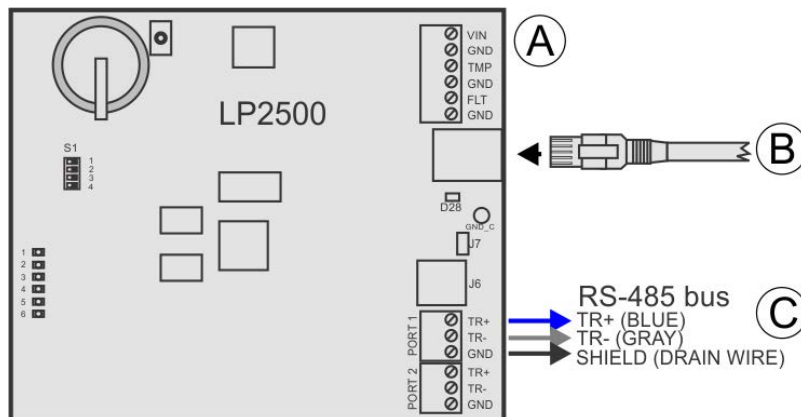 VIN
GND
TMP
GND
FLT
GND
A
LP2500
S1
1
2
3
4
B
D28
GND_C
J7
J6
1
2
3
4
5
6
RS-485 bus
TR+ (BLUE)
TR- (GRAY)
SHIELD (DRAIN WIRE)
C
PORT 1
TR+
TR-
GND
PORT 2
TR+
TR-
GND